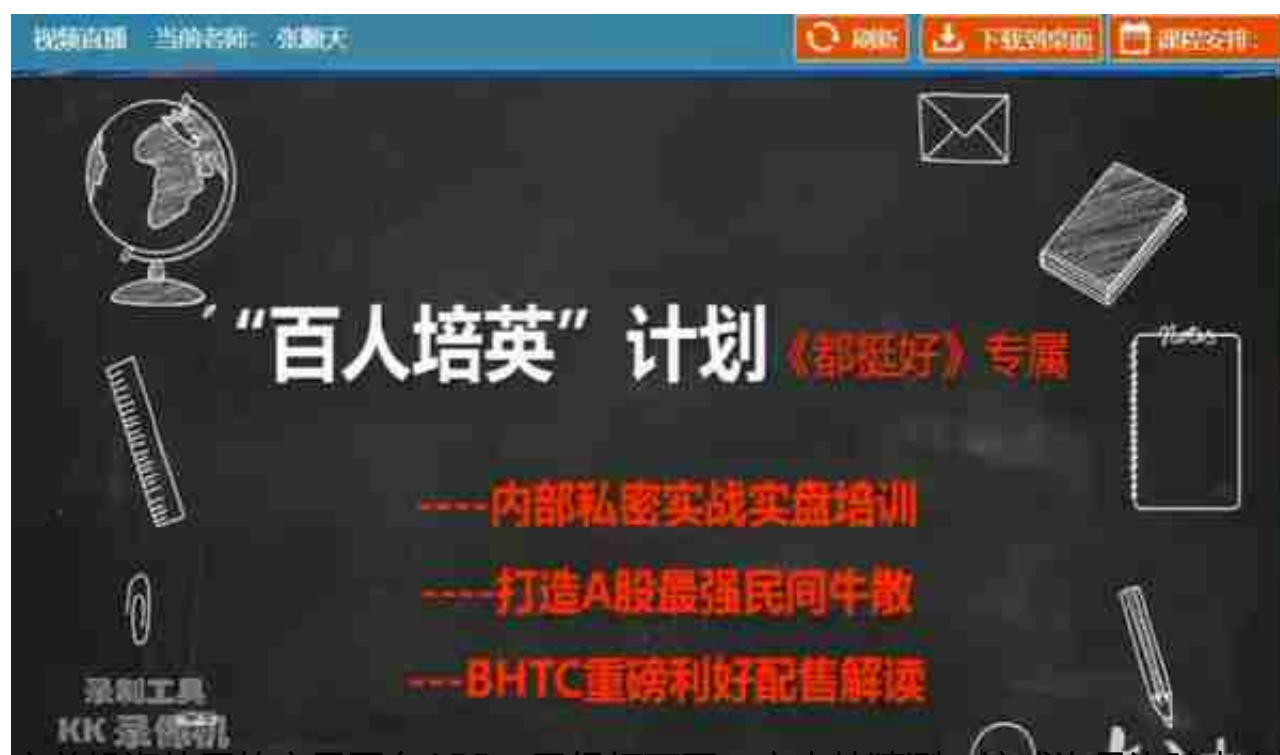 视频直播 当前老师：张顺天 刷新 下载到桌面 课程安排
“百人培英”计划《都挺好》专属
Notes
----内部私密实战实盘培训
----打造A股最强民间牛散
---BHTC重磅利好配售解读
录制工具
KK 录像机